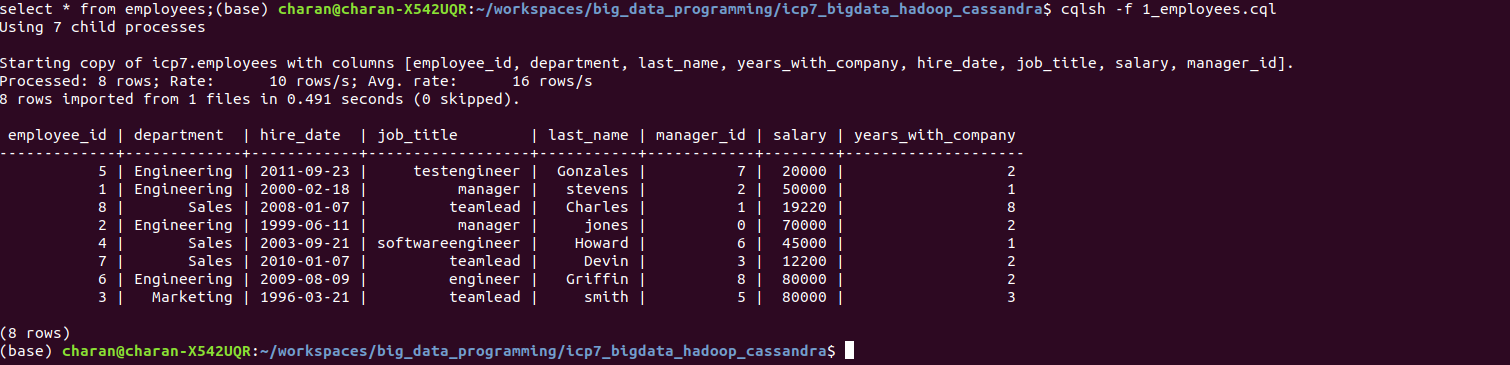 select * from employees;(base) charan@charan-X542UQR:~/workspaces/big_data_programming/icp7_bigdata_hadoop_cassandra$ cqlsh -f 1_employees.cql
Using 7 child processes

Starting copy of icp7.employees with columns [employee_id, department, last_name, years_with_company, hire_date, job_title, salary, manager_id].
Processed: 8 rows; Rate:      10 rows/s; Avg. rate:      16 rows/s
8 rows imported from 1 files in 0.491 seconds (0 skipped).

 employee_id | department  | hire_date  | job_title        | last_name | manager_id | salary | years_with_company
-------------+-------------+------------+------------------+-----------+------------+--------+--------------------
           5 | Engineering | 2011-09-23 |     testengineer |  Gonzales |          7 |  20000 |                  2
           1 | Engineering | 2000-02-18 |          manager |   stevens |          2 |  50000 |                  1
           8 |       Sales | 2008-01-07 |         teamlead |   Charles |          1 |  19220 |                  8
           2 | Engineering | 1999-06-11 |          manager |     jones |          0 |  70000 |                  2
           4 |       Sales | 2003-09-21 | softwareengineer |    Howard |          6 |  45000 |                  1
           7 |       Sales | 2010-01-07 |         teamlead |     Devin |          3 |  12200 |                  2
           6 | Engineering | 2009-08-09 |         engineer |   Griffin |          8 |  80000 |                  2
           3 |   Marketing | 1996-03-21 |         teamlead |     smith |          5 |  80000 |                  3

(8 rows)
(base) charan@charan-X542UQR:~/workspaces/big_data_programming/icp7_bigdata_hadoop_cassandra$